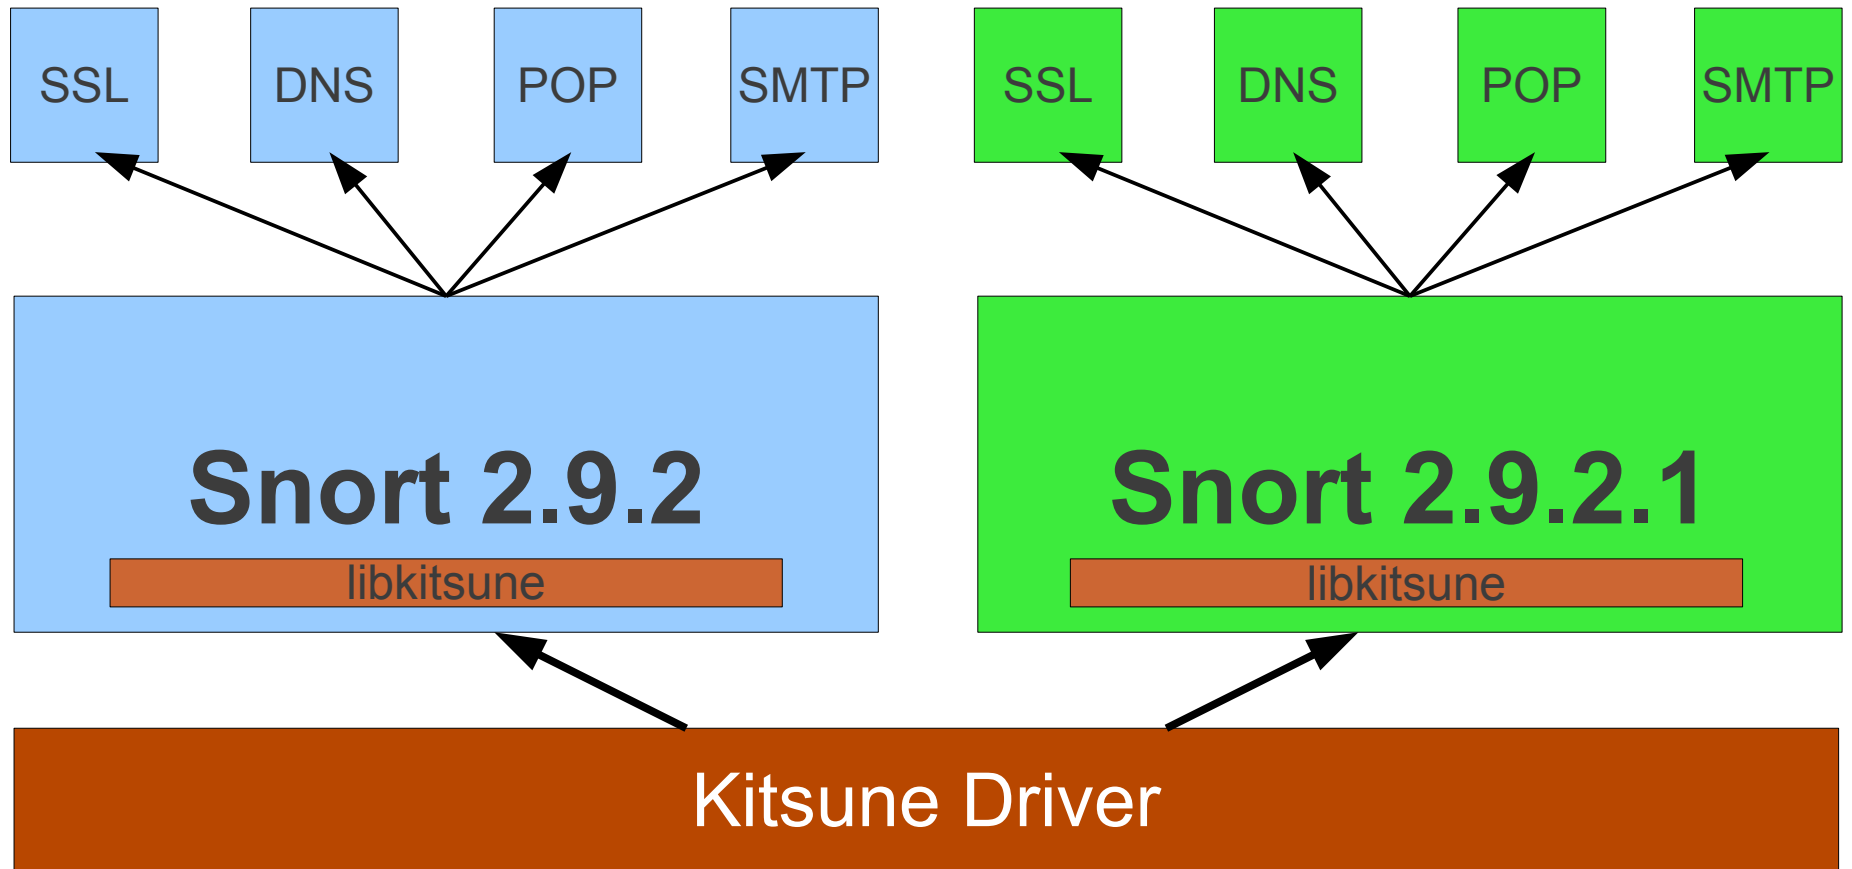 SSL
DNS
POP
SMTP
SSL
DNS
POP
SMTP
Snort 2.9.2
libkitsune
Snort 2.9.2.1
libkitsune
Kitsune Driver